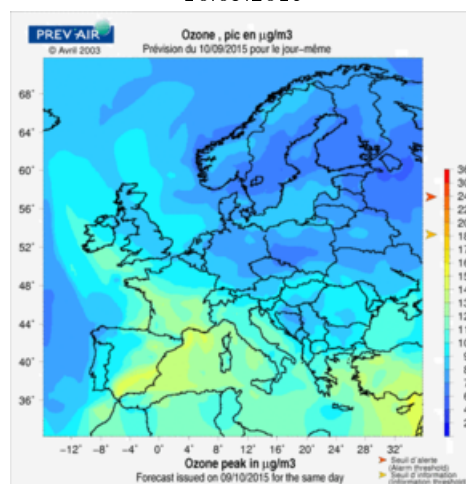 PREV'AIR
© Avril 2003
Ozone , pic en µg/m3
Prévision du 10/09/2015 pour le jour-même
68°
64°
60°
56°
52°
48°
44°
40°
36°
-12° -8° -4° 0° 4° 8° 12° 16° 20° 24° 28° 32°
Ozone peak in µg/m3
Forecast issued on 09/10/2015 for the same day
Seuil d'alerte
(Alarm threshold)
Seuil d'information
(Information threshold)